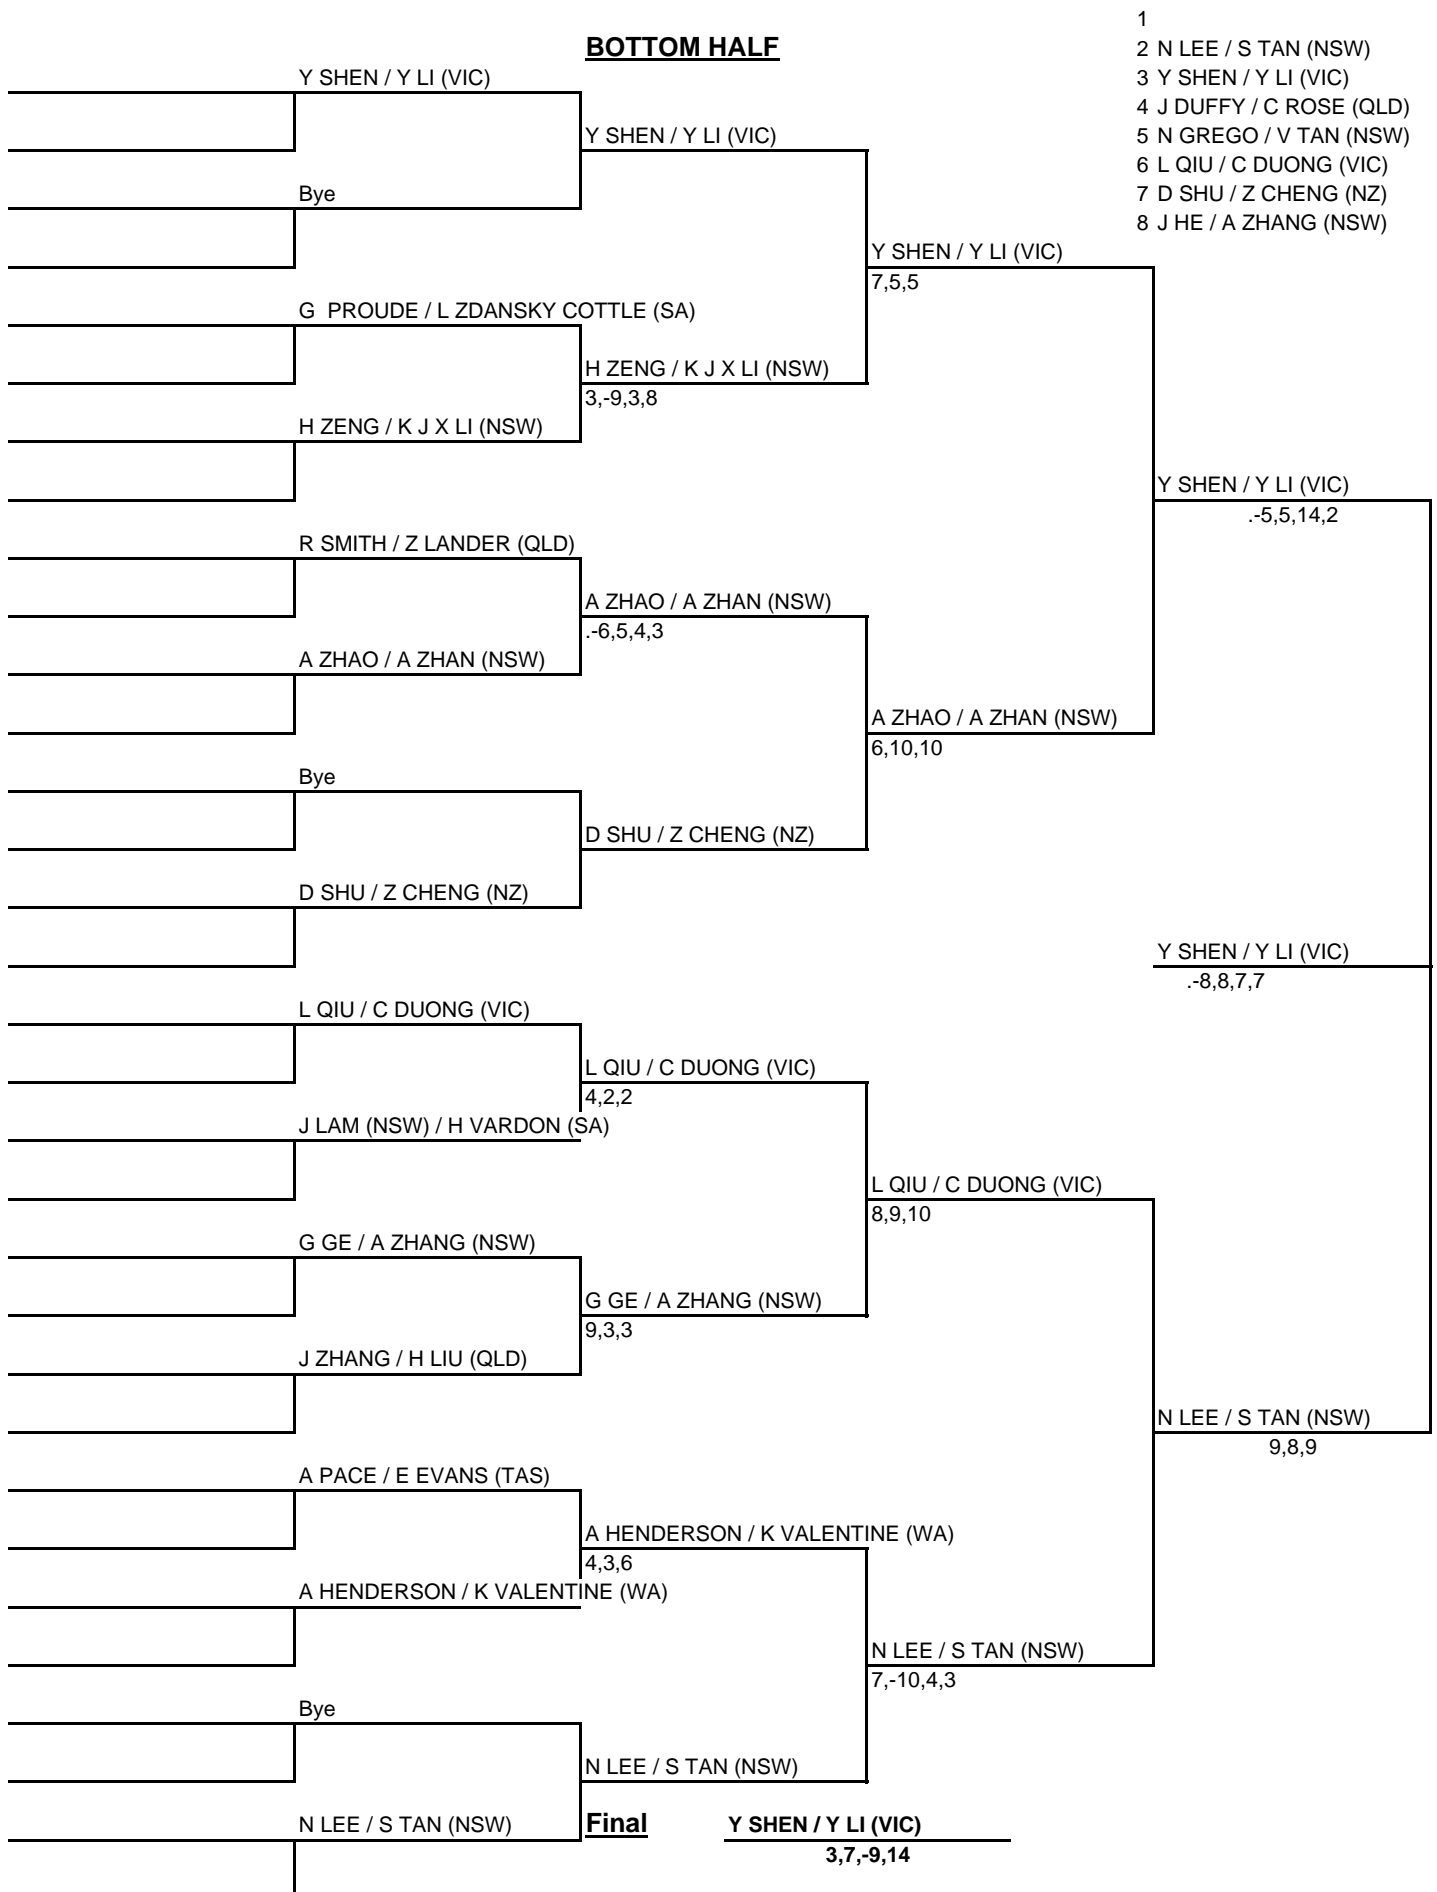 1
BOTTOM HALF
2 N LEE / S TAN (NSW)
Y SHEN / Y LI (VIC)
3 Y SHEN / Y LI (VIC)
4 J DUFFY / C ROSE (QLD)
Y SHEN / Y LI (VIC)
5 N GREGO / V TAN (NSW)
6 L QIU / C DUONG (VIC)
Bye
7 D SHU / Z CHENG (NZ)
8 J HE / A ZHANG (NSW)
Y SHEN / Y LI (VIC)
7,5,5
G  PROUDE / L ZDANSKY COTTLE (SA)
H ZENG / K J X LI (NSW)
3,-9,3,8
H ZENG / K J X LI (NSW)
Y SHEN / Y LI (VIC)
.-5,5,14,2
R SMITH / Z LANDER (QLD)
A ZHAO / A ZHAN (NSW)
.-6,5,4,3
A ZHAO / A ZHAN (NSW)
A ZHAO / A ZHAN (NSW)
6,10,10
Bye
D SHU / Z CHENG (NZ)
D SHU / Z CHENG (NZ)
Y SHEN / Y LI (VIC)
.-8,8,7,7
L QIU / C DUONG (VIC)
L QIU / C DUONG (VIC)
4,2,2
J LAM (NSW) / H VARDON (SA)
L QIU / C DUONG (VIC)
8,9,10
G GE / A ZHANG (NSW)
G GE / A ZHANG (NSW)
9,3,3
J ZHANG / H LIU (QLD)
N LEE / S TAN (NSW)
9,8,9
A PACE / E EVANS (TAS)
A HENDERSON / K VALENTINE (WA)
4,3,6
A HENDERSON / K VALENTINE (WA)
N LEE / S TAN (NSW)
7,-10,4,3
Bye
N LEE / S TAN (NSW)
N LEE / S TAN (NSW)
Final
Y SHEN / Y LI (VIC)
3,7,-9,14